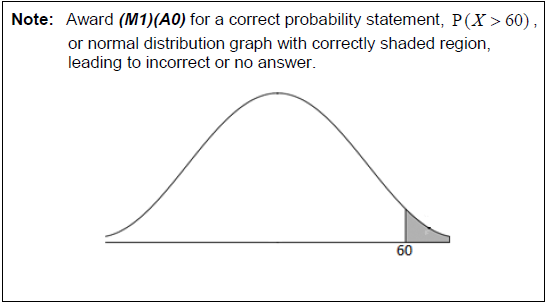 Note: Award (M1)(A0) for a correct probability statement, P(X > 60),
or normal distribution graph with correctly shaded region,
leading to incorrect or no answer.
60